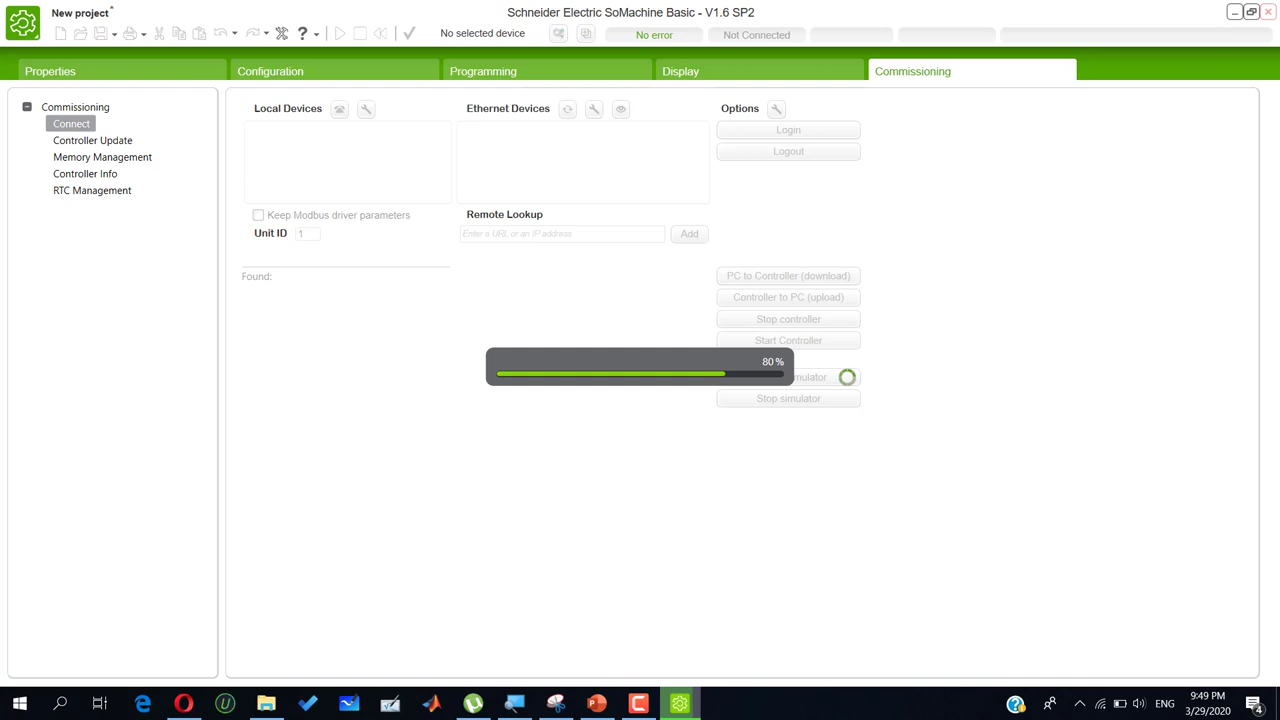 New project*
Schneider Electric SoMachine Basic - V1.6 SP2
?
No selected device
No error
Not Connected
Properties
Configuration
Programming
Display
Commissioning
Commissioning
Connect
Controller Update
Memory Management
Controller Info
RTC Management
Local Devices
Ethernet Devices
Options
Login
Logout
Keep Modbus driver parameters
Unit ID
1
Remote Lookup
Enter a URL or an IP address
Add
Found:
PC to Controller (download)
Controller to PC (upload)
Stop controller
Start Controller
80 %
mulator
Stop simulator
ENG
9:49 PM
3/29/2020
4